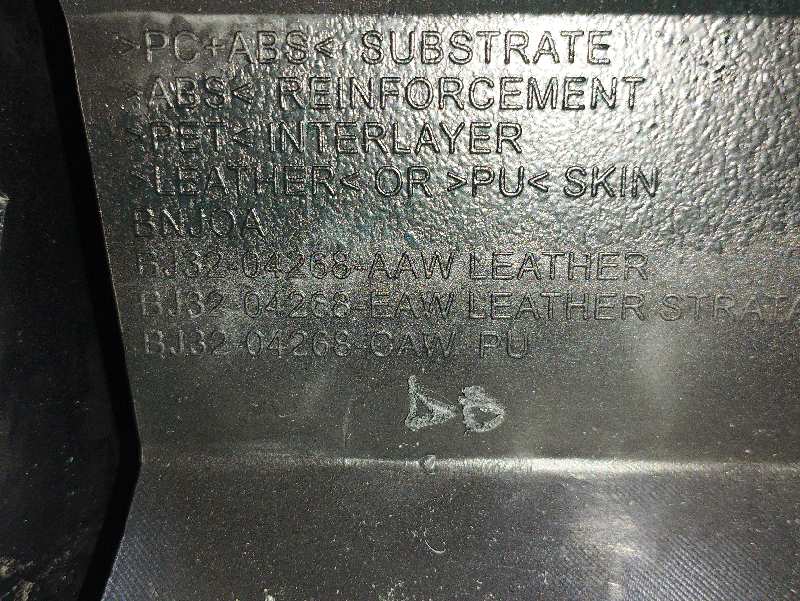 >PC+ABS< SUBSTRATE
>ABS< REINFORCEMENT
>PET< INTERLAYER
>LEATHER< OR >PU< SKIN
BNJOA
BJ32-04268-AAW LEATHER
BJ32-04268-EAW LEATHER STRATA
BJ32-04268-GAW PU